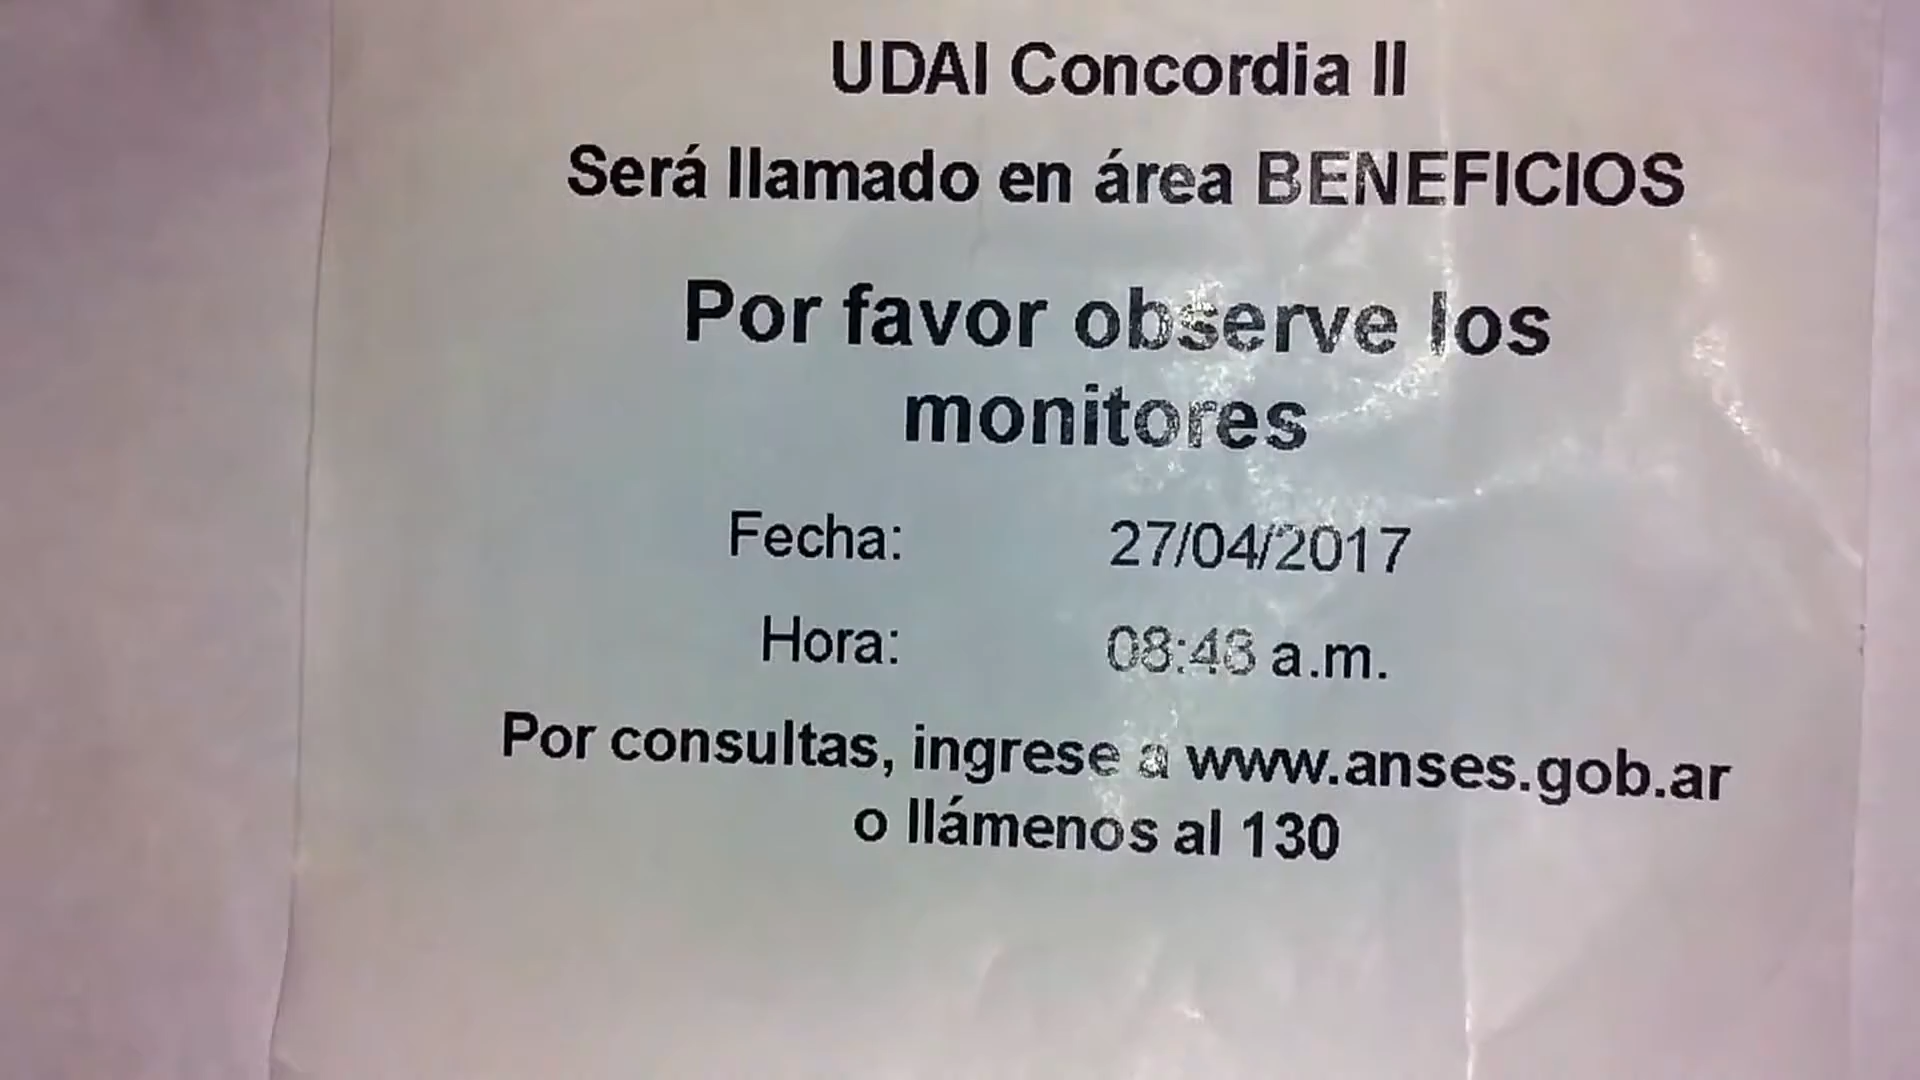 UDAI Concordia II
Será llamado en área BENEFICIOS
Por favor observe los
monitores
Fecha: 27/04/2017
Hora: 08:48 a.m.
Por consultas, ingrese a www.anses.gob.ar
o llámenos al 130